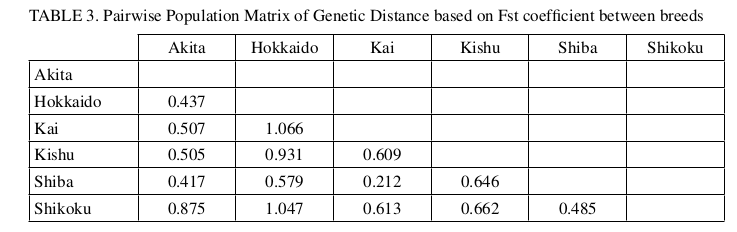 TABLE 3. Pairwise Population Matrix of Genetic Distance based on Fst coefficient between breeds
Akita Hokkaido Kai Kishu Shiba Shikoku
Akita
Hokkaido 0.437
Kai 0.507 1.066
Kishu 0.505 0.931 0.609
Shiba 0.417 0.579 0.212 0.646
Shikoku 0.875 1.047 0.613 0.662 0.485